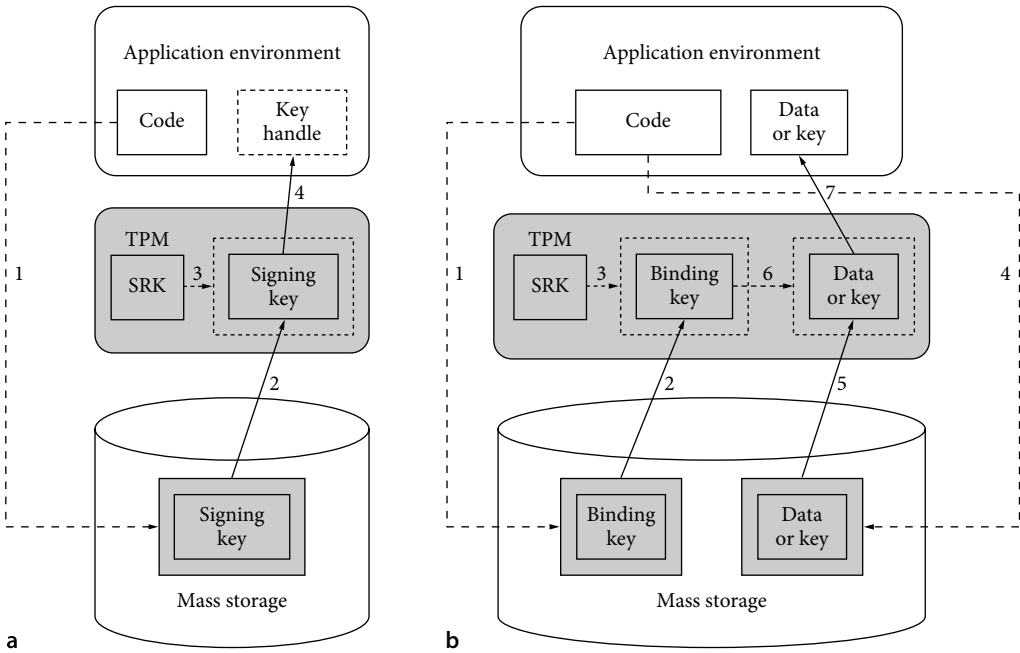 Application environment
Code
Key
handle
4
TPM
SRK
3
Signing
key
1
2
Signing
key
Mass storage
a
Application environment
Code
Data
or key
7
TPM
SRK
3
Binding
key
6
Data
or key
1
4
2
5
Binding
key
Data
or key
Mass storage
b